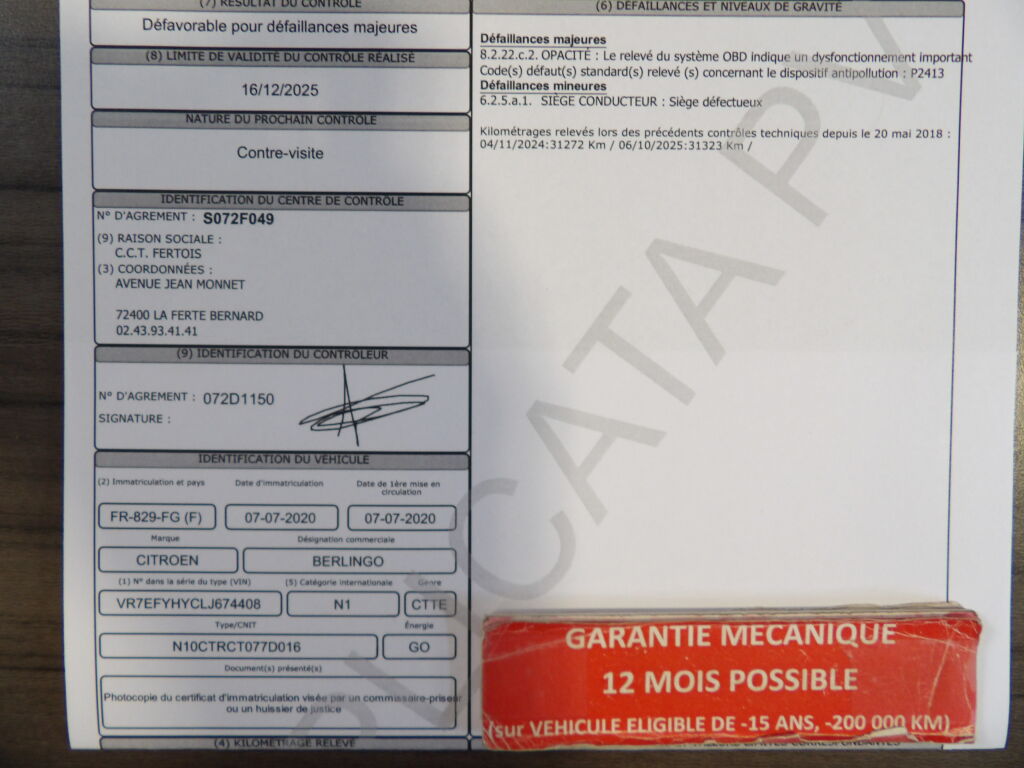 (7) RÉSULTAT DU CONTRÔLE
Défavorable pour défaillances majeures
(8) LIMITE DE VALIDITÉ DU CONTRÔLE RÉALISÉ
16/12/2025
NATURE DU PROCHAIN CONTRÔLE
Contre-visite
IDENTIFICATION DU CENTRE DE CONTRÔLE
N° D'AGREMENT : S072F049
(9) RAISON SOCIALE :
C.C.T. FERTOIS
(3) COORDONNÉES :
AVENUE JEAN MONNET
72400 LA FERTE BERNARD
02.43.93.41.41
(9) IDENTIFICATION DU CONTRÔLEUR
N° D'AGREMENT : 072D1150
SIGNATURE :
IDENTIFICATION DU VÉHICULE
(2) Immatriculation et pays Date d'immatriculation Date de 1ère mise en
circulation
FR-829-FG (F) 07-07-2020 07-07-2020
Marque Désignation commerciale
CITROEN BERLINGO
(1) N° dans la série du type (VIN) (5) Catégorie internationale Genre
VR7EFYHYCLJ674408 N1 CTTE
Type/CNIT Énergie
N10CTRCT077D016 GO
Document(s) présenté(s)
Photocopie du certificat d'immatriculation visée par un commissaire-priseur
ou un huissier de justice
(4) KILOMÉTRAGE RELEVÉ
(6) DÉFAILLANCES ET NIVEAUX DE GRAVITÉ
Défaillances majeures
8.2.22.c.2. OPACITÉ : Le relevé du système OBD indique un dysfonctionnement important
Code(s) défaut(s) standard(s) relevé (s) concernant le dispositif antipollution : P2413
Défaillances mineures
6.2.5.a.1. SIÈGE CONDUCTEUR : Siège défectueux
Kilométrages relevés lors des précédents contrôles techniques depuis le 20 mai 2018 :
04/11/2024:31272 Km / 06/10/2025:31323 Km /
DUPLICATA PV
GARANTIE MECANIQUE
12 MOIS POSSIBLE
(sur VEHICULE ELIGIBLE DE -15 ANS, -200 000 KM)